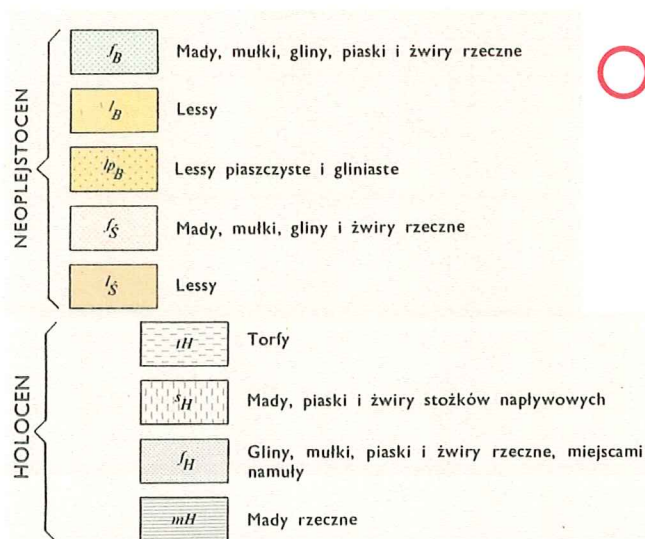 NEOPLEJSTOCEN
fB Mady, mułki, gliny, piaski i żwiry rzeczne
lB Lessy
lpB Lessy piaszczyste i gliniaste
fŚ Mady, mułki, gliny i żwiry rzeczne
lŚ Lessy
HOLOCEN
tH Torfy
sH Mady, piaski i żwiry stożków napływowych
fH Gliny, mułki, piaski i żwiry rzeczne, miejscami
namuły
mH Mady rzeczne